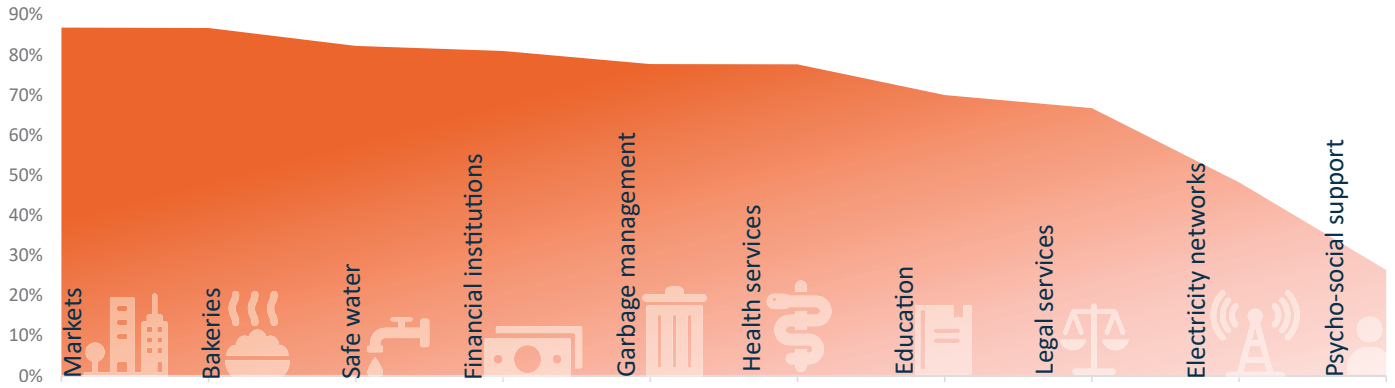 90%
80%
70%
60%
50%
40%
30%
20%
10%
0%
Markets
Bakeries
Safe water
Financial institutions
Garbage management
Health services
Education
Legal services
Electricity networks
Psycho-social support